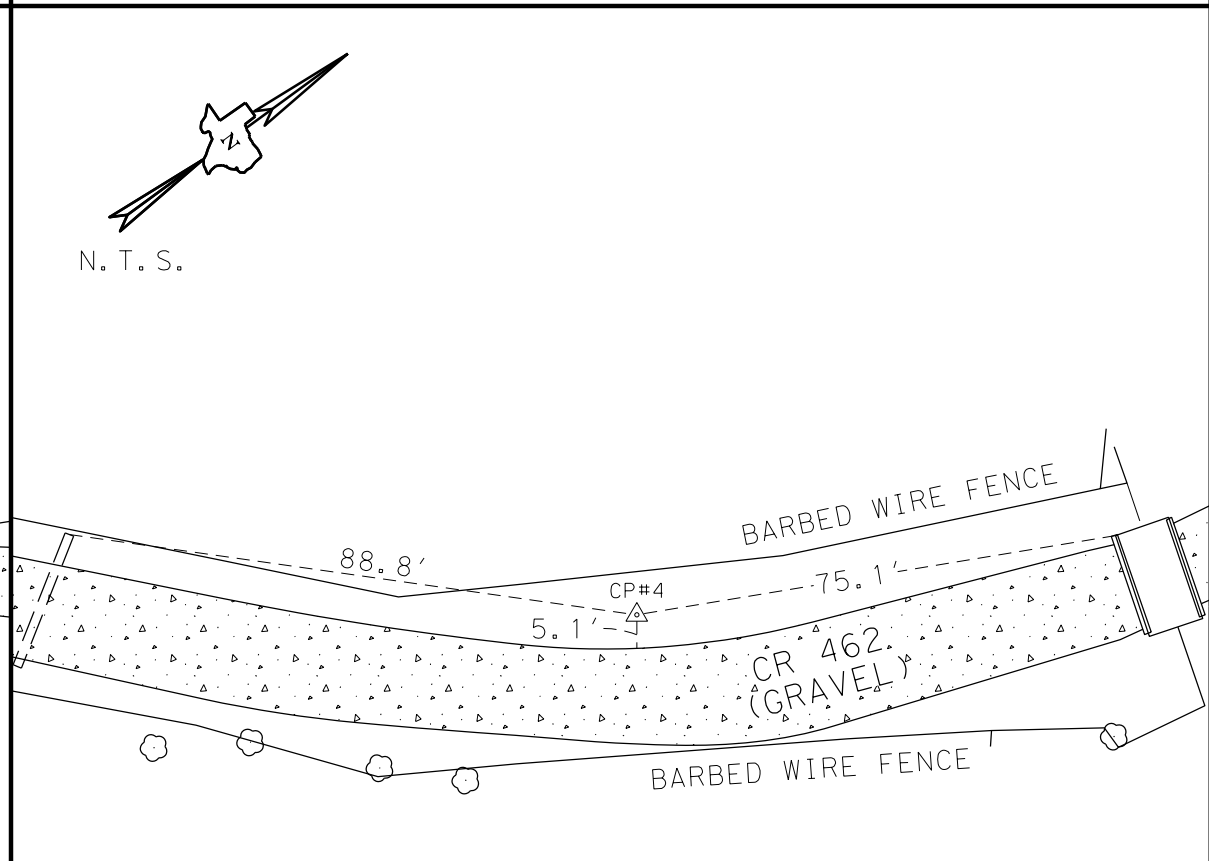 N
N.T.S.
BARBED WIRE FENCE
88.8'
CP#4
75.1'
5.1'
CR 462
(GRAVEL)
BARBED WIRE FENCE